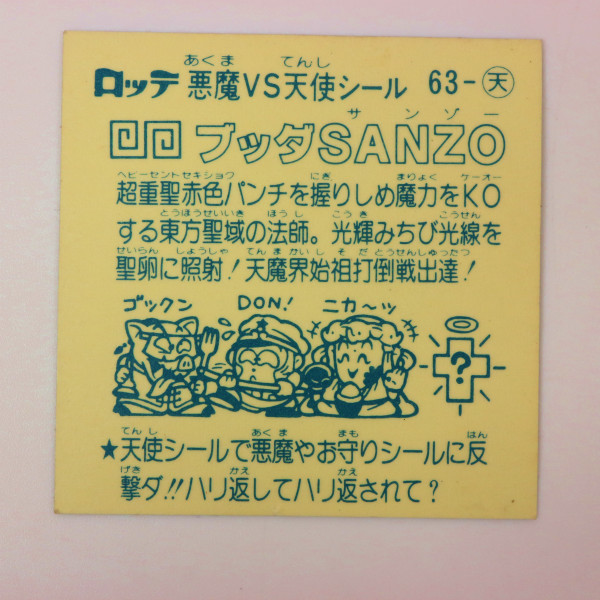 あくま てんし
ロッテ 悪魔VS天使シール 63-天
サンゾー
ブッダSANZO
ヘビーセントセキショク にぎ まりょく ケーオー
超重聖赤色パンチを握りしめ魔力をKO
とうほうせいいき ほうし こうき こうせん
する東方聖域の法師。光輝みちび光線を
せいらん しょうしゃ てんまかいしそだとうせんしゅったつ
聖卵に照射!天魔界始祖打倒戦出達!
ゴックン DON! ニカ〜ッ
?
てんし あくま まも はん
★天使シールで悪魔やお守りシールに反
げき かえ かえ
撃ダ!!ハリ返してハリ返されて?